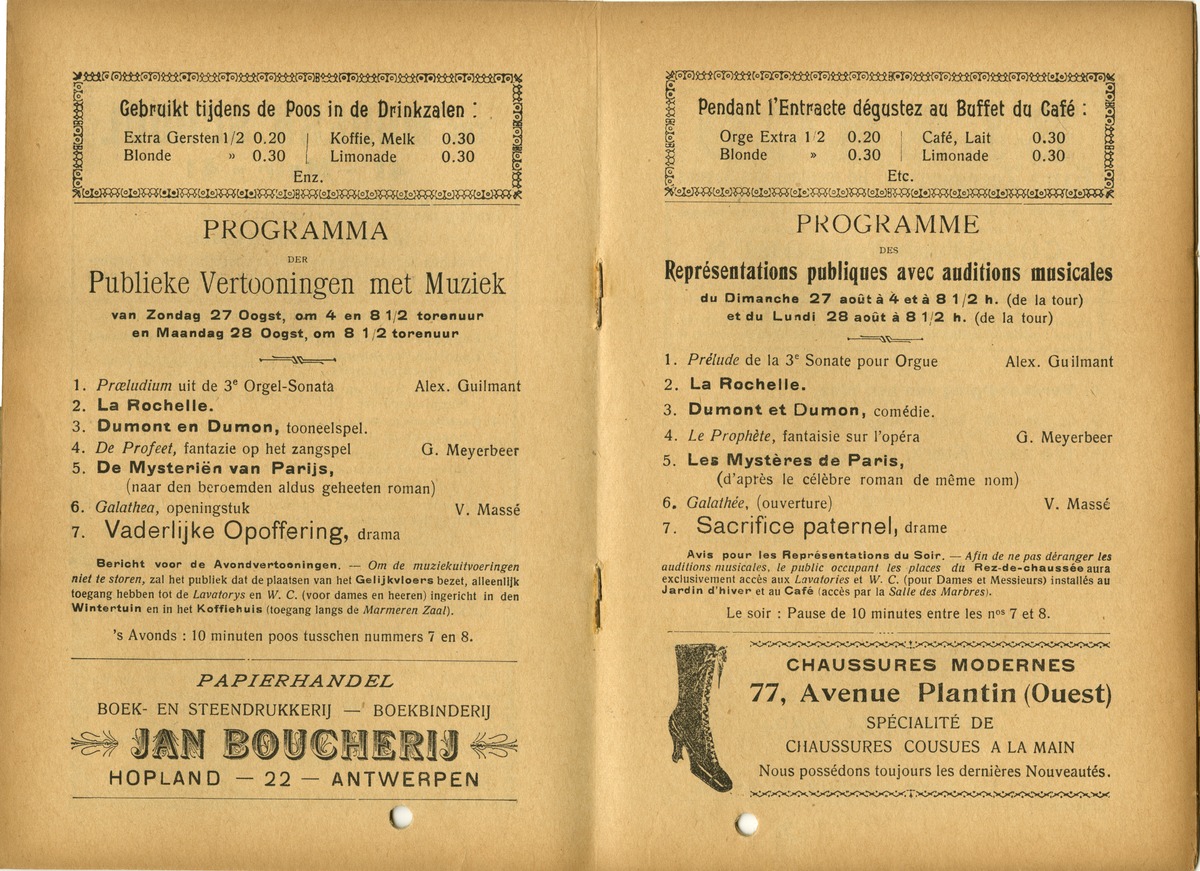 Gebruikt tijdens de Poos in de Drinkzalen :
Extra Gersten 1/2 0.20 | Koffie, Melk 0.30
Blonde » 0.30 | Limonade 0.30
Enz.
PROGRAMMA
DER
Publieke Vertooningen met Muziek
van Zondag 27 Oogst, om 4 en 8 1/2 torenuur
en Maandag 28 Oogst, om 8 1/2 torenuur
1. Præludium uit de 3e Orgel-Sonata Alex. Guilmant
2. La Rochelle.
3. Dumont en Dumon, tooneelspel.
4. De Profeet, fantazie op het zangspel G. Meyerbeer
5. De Mysteriën van Parijs,
(naar den beroemden aldus geheeten roman)
6. Galathea, openingstuk V. Massé
7. Vaderlijke Opoffering, drama
Bericht voor de Avondvertooningen. — Om de muziekuitvoeringen
niet te storen, zal het publiek dat de plaatsen van het Gelijkvloers bezet, alleenlijk
toegang hebben tot de Lavatorys en W. C. (voor dames en heeren) ingericht in den
Wintertuin en in het Koffiehuis (toegang langs de Marmeren Zaal).
's Avonds : 10 minuten poos tusschen nummers 7 en 8.
PAPIERHANDEL
BOEK- EN STEENDRUKKERIJ — BOEKBINDERIJ
JAN BOUCHERIJ
HOPLAND — 22 — ANTWERPEN
Pendant l'Entracte dégustez au Buffet du Café :
Orge Extra 1/2 0.20 | Café, Lait 0.30
Blonde » 0.30 | Limonade 0.30
Etc.
PROGRAMME
DES
Représentations publiques avec auditions musicales
du Dimanche 27 août à 4 et à 8 1/2 h. (de la tour)
et du Lundi 28 août à 8 1/2 h. (de la tour)
1. Prélude de la 3e Sonate pour Orgue Alex. Guilmant
2. La Rochelle.
3. Dumont et Dumon, comédie.
4. Le Prophète, fantaisie sur l'opéra G. Meyerbeer
5. Les Mystères de Paris,
(d'après le célèbre roman de même nom)
6. Galathée, (ouverture) V. Massé
7. Sacrifice paternel, drame
Avis pour les Représentations du Soir. — Afin de ne pas déranger les
auditions musicales, le public occupant les places du Rez-de-chaussée aura
exclusivement accès aux Lavatories et W. C. (pour Dames et Messieurs) installés au
Jardin d'hiver et au Café (accès par la Salle des Marbres).
Le soir : Pause de 10 minutes entre les nos 7 et 8.
CHAUSSURES MODERNES
77, Avenue Plantin (Ouest)
SPÉCIALITÉ DE
CHAUSSURES COUSUES A LA MAIN
Nous possédons toujours les dernières Nouveautés.